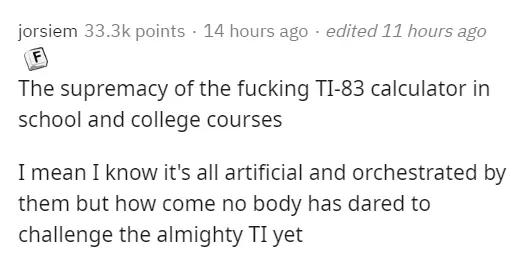 jorsiem 33.3k points · 14 hours ago · edited 11 hours ago
F
The supremacy of the fucking TI-83 calculator in
school and college courses
I mean I know it's all artificial and orchestrated by
them but how come no body has dared to
challenge the almighty TI yet